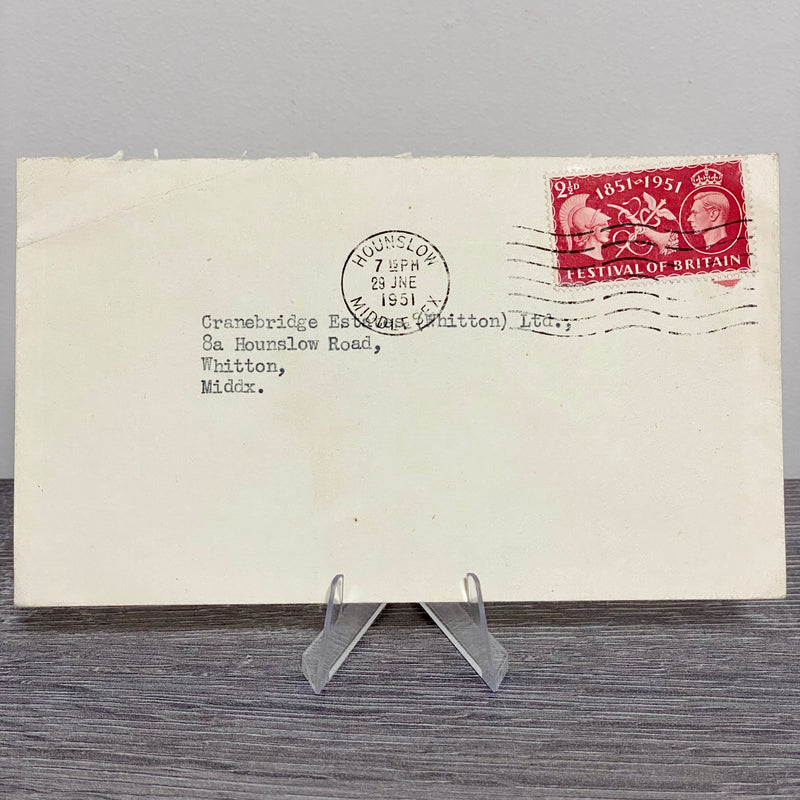 2½D
1851-1951
FESTIVAL OF BRITAIN
HOUNSLOW
7 15 PM
29 JNE
1951
MIDDLESEX
Cranebridge Estates (Whitton) Ltd.,
8a Hounslow Road,
Whitton,
Middx.